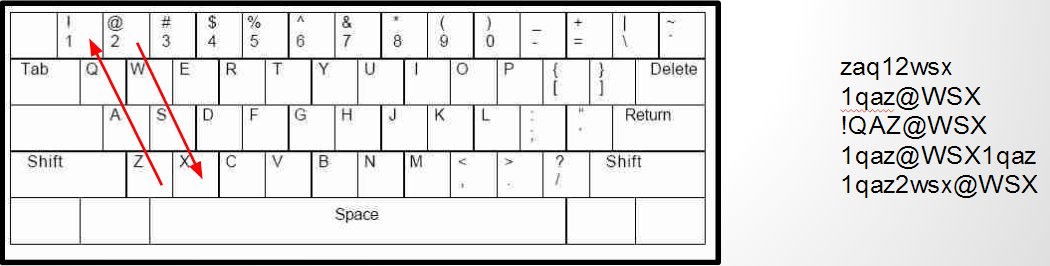 ! @ # $ % ^ & * ( ) _ + | ~
1 2 3 4 5 6 7 8 9 0 - = \ `
Tab Q W E R T Y U I O P { } Delete
[ ]
A S D F G H J K L : " Return
; '
Shift Z X C V B N M < > ? Shift
, . /
Space
zaq12wsx
1qaz@WSX
!QAZ@WSX
1qaz@WSX1qaz
1qaz2wsx@WSX